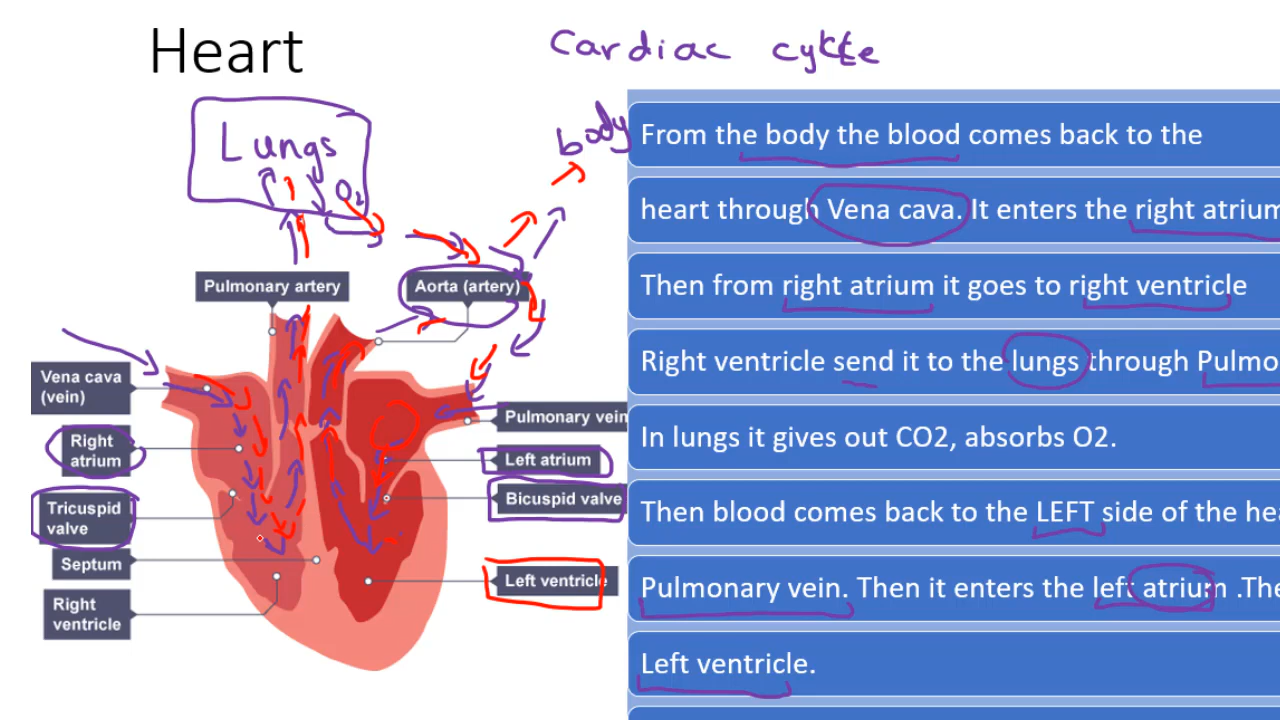 Heart
Cardiac cykte
Lungs
O2
body
Pulmonary artery
Aorta (artery)
Vena cava
(vein)
Right
atrium
Tricuspid
valve
Septum
Right
ventricle
Pulmonary vein
Left atrium
Bicuspid valve
Left ventricle
From the body the blood comes back to the
heart through Vena cava. It enters the right atrium
Then from right atrium it goes to right ventricle
Right ventricle send it to the lungs through Pulmo
In lungs it gives out CO2, absorbs O2.
Then blood comes back to the LEFT side of the hea
Pulmonary vein. Then it enters the left atrium .The
Left ventricle.